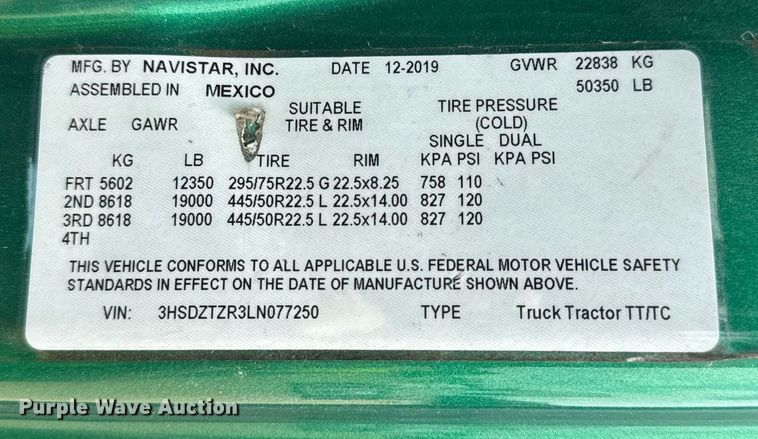 MFG. BY NAVISTAR, INC. DATE 12-2019 GVWR 22838 KG
ASSEMBLED IN MEXICO 50350 LB
SUITABLE TIRE PRESSURE
AXLE GAWR TIRE & RIM (COLD)
SINGLE DUAL
KG LB TIRE RIM KPA PSI KPA PSI
FRT 5602 12350 295/75R22.5 G 22.5x8.25 758 110
2ND 8618 19000 445/50R22.5 L 22.5x14.00 827 120
3RD 8618 19000 445/50R22.5 L 22.5x14.00 827 120
4TH
THIS VEHICLE CONFORMS TO ALL APPLICABLE U.S. FEDERAL MOTOR VEHICLE SAFETY
STANDARDS IN EFFECT ON THE DATE OF MANUFACTURE SHOWN ABOVE.
VIN: 3HSDZTZR3LN077250 TYPE Truck Tractor TT/TC
Purple Wave Auction